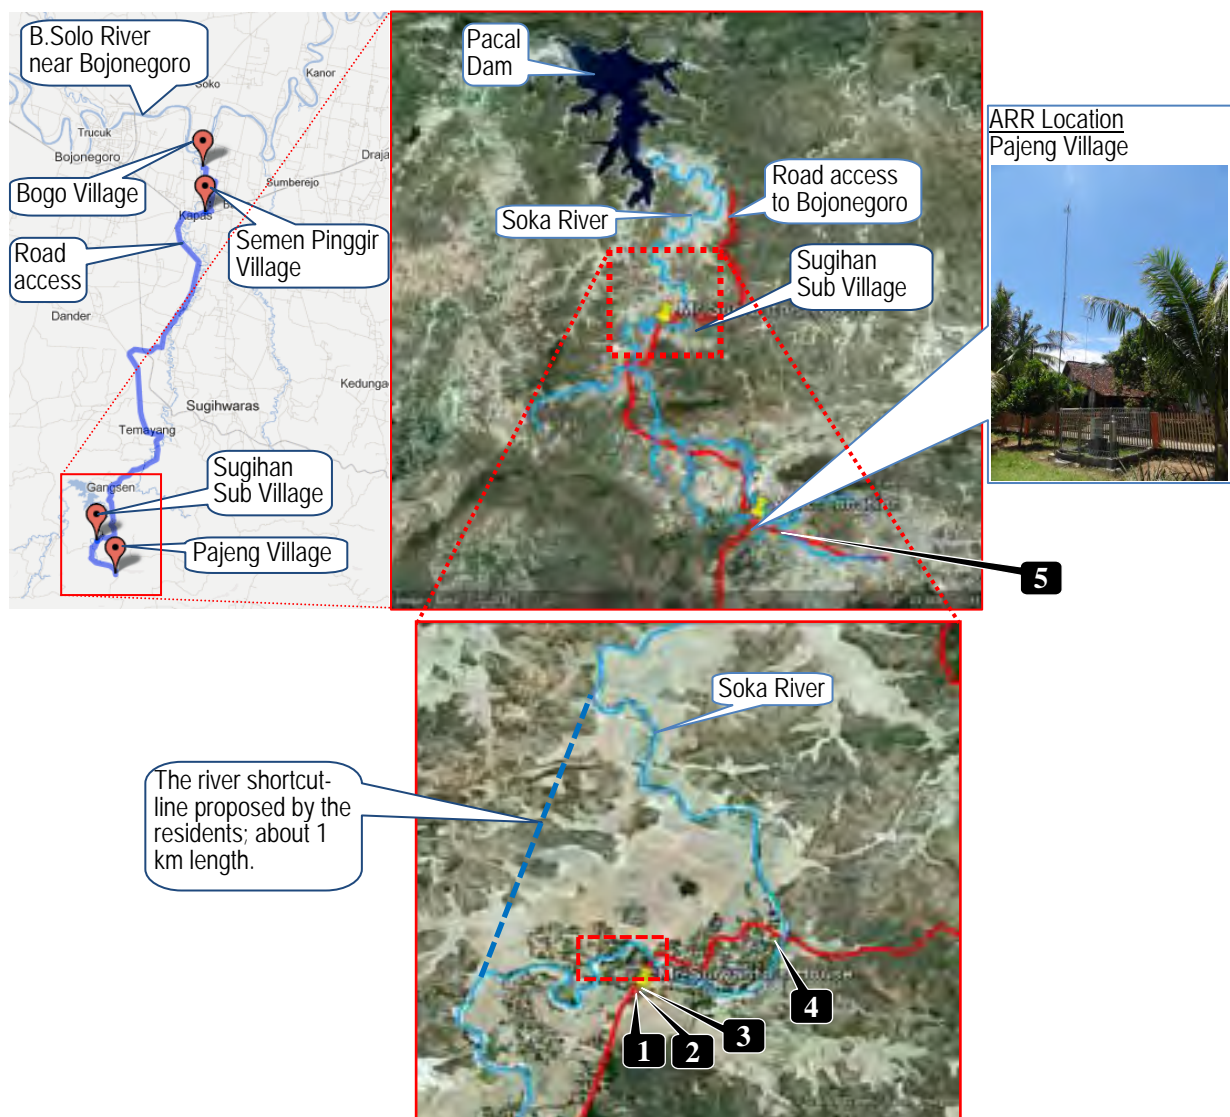 B.Solo River
near Bojonegoro
Soko
Kanor
Trucuk
Bojonegoro
Bogo Village
Sumberejo
Kapas
Road
access
Semen Pinggir
Village
Dander
Sugihwaras
Temayang
Gangsen
Sugihan
Sub Village
Pajeng Village
Pacal
Dam
Soka River
Road access
to Bojonegoro
Sugihan
Sub Village
ARR Location
Pajeng Village
5
Soka River
The river shortcut-
line proposed by the
residents; about 1
km length.
1
2
3
4